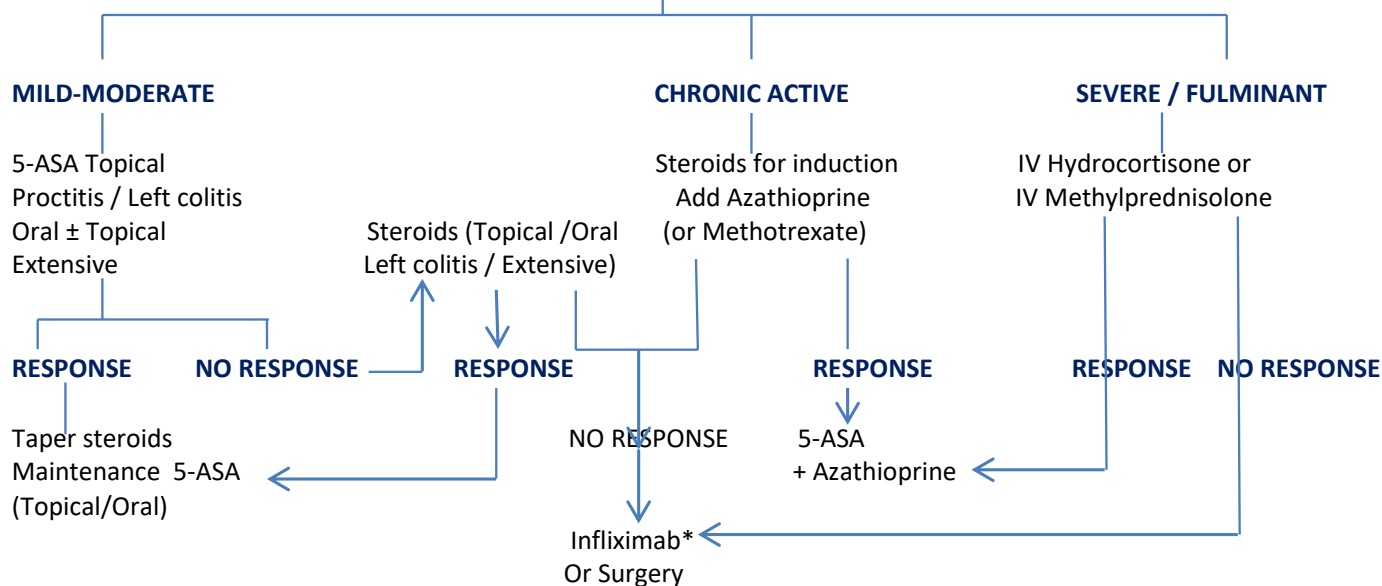 MILD-MODERATE
CHRONIC ACTIVE
SEVERE / FULMINANT
5-ASA Topical
Proctitis / Left colitis
Oral ± Topical
Extensive
Steroids (Topical /Oral
Left colitis / Extensive)
Steroids for induction
Add Azathioprine
(or Methotrexate)
IV Hydrocortisone or
IV Methylprednisolone
RESPONSE
NO RESPONSE
RESPONSE
RESPONSE
RESPONSE
NO RESPONSE
Taper steroids
Maintenance 5-ASA
(Topical/Oral)
NO RESPONSE
5-ASA
+ Azathioprine
Infliximab*
Or Surgery